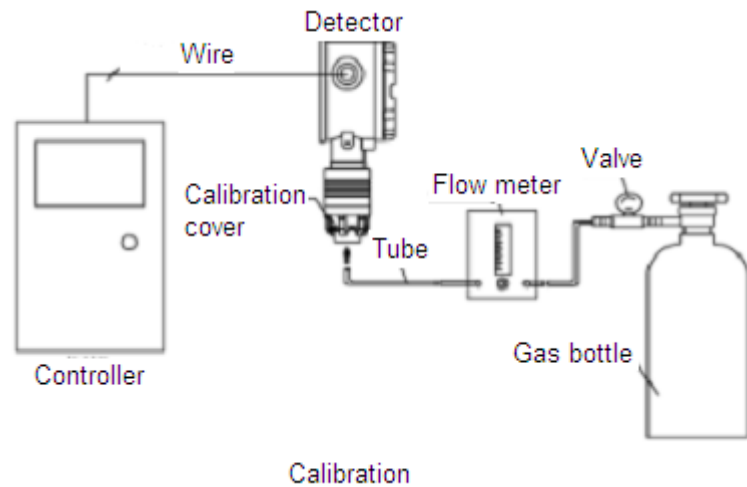 Detector
Wire
Valve
Flow meter
Calibration
cover
Tube
Gas bottle
Controller
Calibration